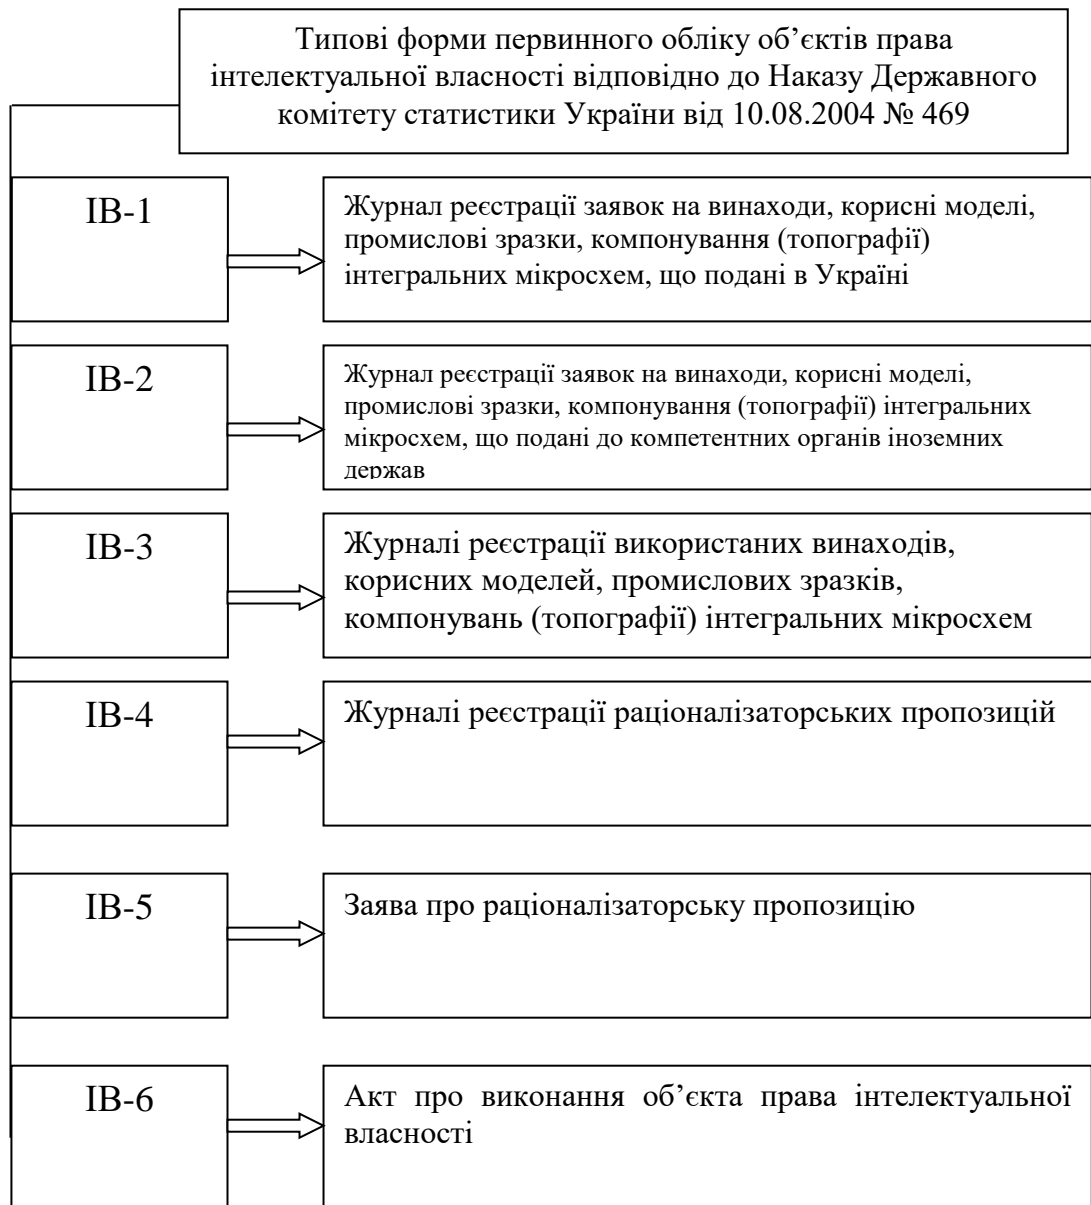 Типові форми первинного обліку об’єктів права
інтелектуальної власності відповідно до Наказу Державного
комітету статистики України від 10.08.2004 № 469
ІВ-1
Журнал реєстрації заявок на винаходи, корисні моделі,
промислові зразки, компонування (топографії)
інтегральних мікросхем, що подані в Україні
ІВ-2
Журнал реєстрації заявок на винаходи, корисні моделі,
промислові зразки, компонування (топографії) інтегральних
мікросхем, що подані до компетентних органів іноземних
держав
ІВ-3
Журналі реєстрації використаних винаходів,
корисних моделей, промислових зразків,
компонувань (топографії) інтегральних мікросхем
ІВ-4
Журналі реєстрації раціоналізаторських пропозицій
ІВ-5
Заява про раціоналізаторську пропозицію
ІВ-6
Акт про виконання об’єкта права інтелектуальної
власності